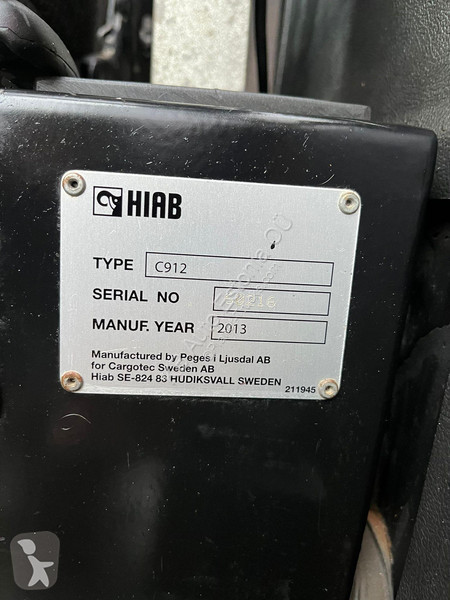 HIAB
TYPE C912
SERIAL NO
MANUF. YEAR 2013
Manufactured by Peges i Ljusdal AB
for Cargotec Sweden AB
Hiab SE-824 83 HUDIKSVALL SWEDEN
211945